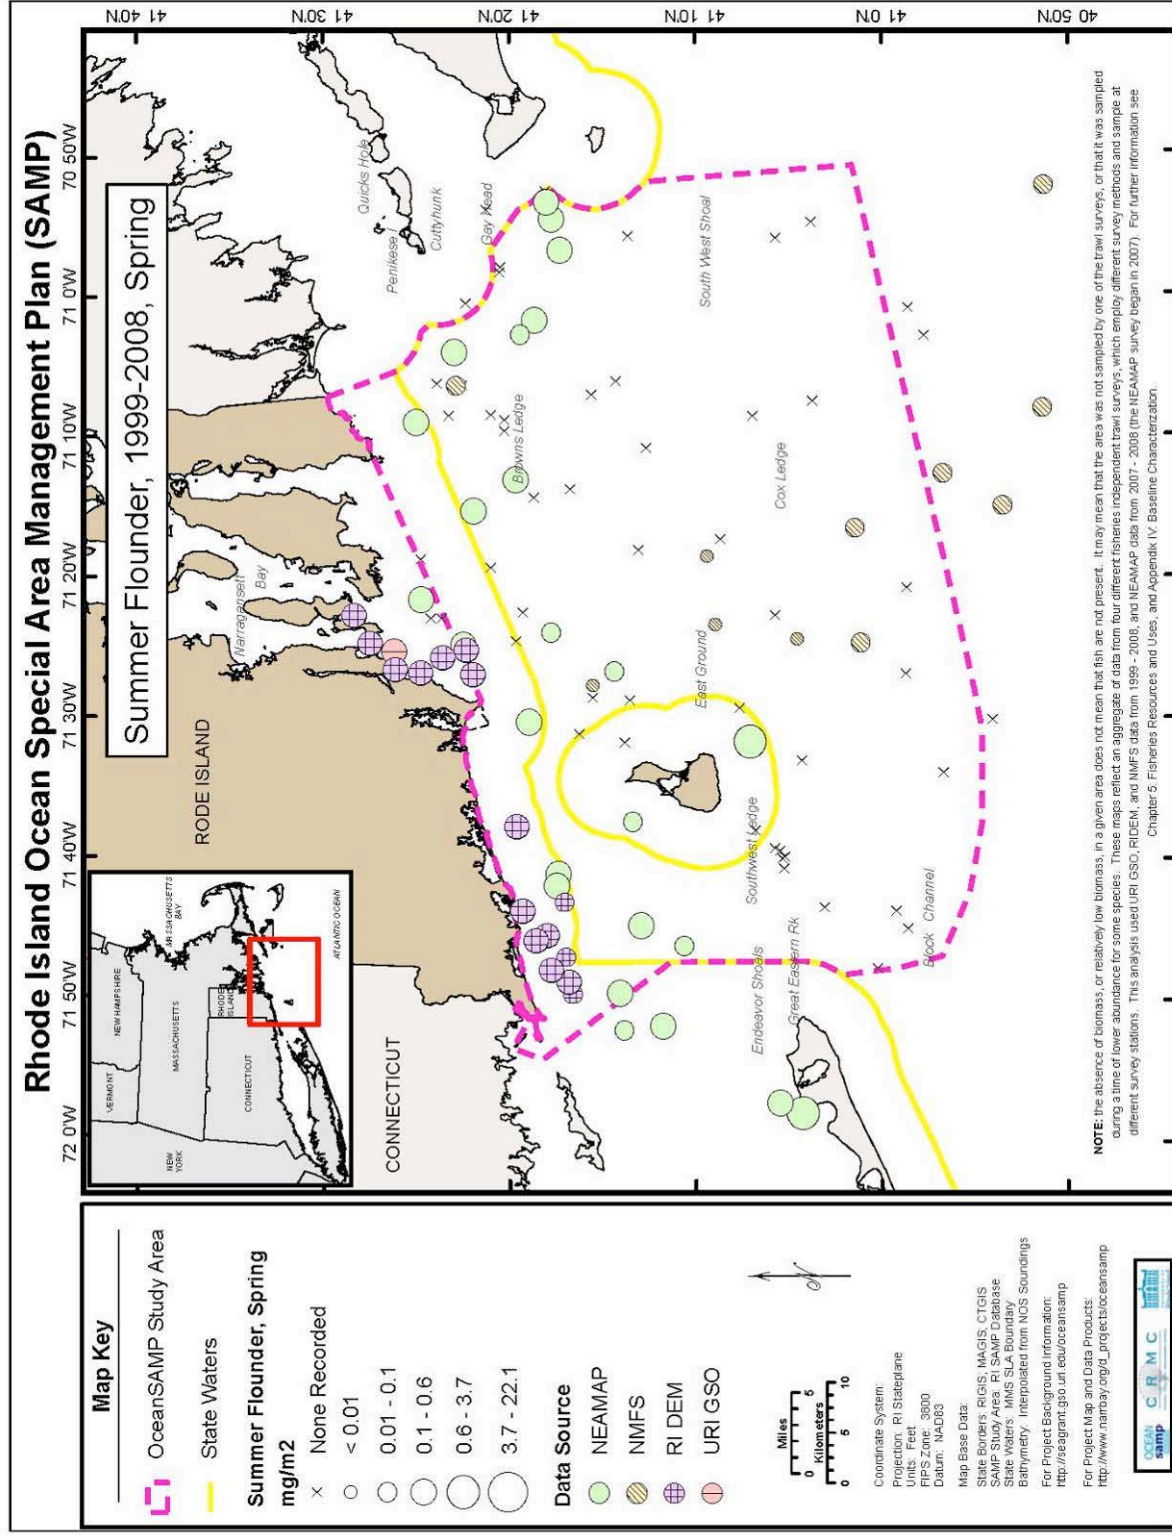 Rhode Island Ocean Special Area Management Plan (SAMP)
Map Key
OceanSAMP Study Area
State Waters
Summer Flounder, Spring
mg/m2
None Recorded
< 0.01
0.01 - 0.1
0.1 - 0.6
0.6 - 3.7
3.7 - 22.1
Data Source
NEAMAP
NMFS
RI DEM
URI GSO
Miles
0 5
Kilometers
0 5 10
Coordinate System:
Projection: RI Stateplane
Units: Feet
FIPS Zone: 3800
Datum: NAD83
Map Base Data:
State Borders: RIGIS; MAGIS; CTGIS
SAMP Study Area: RI SAMP Database
State Waters: MMS SLA Boundary
Bathymetry: Interpolated from NOS Soundings
For Project Background Information:
http://seagrant.gso.uri.edu/oceansamp
For Project Map and Data Products:
http://www.narrbay.org/d_projects/oceansamp
OCEAN
samp
C R M C
72 0'W
71 50'W
71 40'W
71 30'W
71 20'W
71 10'W
71 0'W
70 50'W
41 40'N
41 30'N
41 20'N
41 10'N
41 0'N
40 50'N
Summer Flounder, 1999-2008, Spring
VERMONT
NEW HAMPSHIRE
MASSACHUSETTS
BAY
MASSACHUSETTS
NEW
YORK
CONNECTICUT
RHODE
ISLAND
ATLANTIC OCEAN
RODE ISLAND
CONNECTICUT
Narragansett
Bay
Quicks Hole
Penikese
Cuttyhunk
Gay Head
Browns Ledge
South West Shoal
Cox Ledge
East Ground
Southwest Ledge
Endeavor Shoals
Great Eastern Rk
Block Channel
NOTE: the absence of biomass, or relatively low biomass, in a given area does not mean that fish are not present. It may mean that the area was not sampled by one of the trawl surveys, or that it was sampled
during a time of lower abundance for some species. These maps reflect an aggregate of data from four different fisheries independent trawl surveys, which employ different survey methods and sample at
different survey stations. This analysis used URI GSO, RIDEM, and NMFS data from 1999 - 2008, and NEAMAP data from 2007 - 2008 (the NEAMAP survey began in 2007). For further information see
Chapter 5. Fisheries Resources and Uses, and Appendix IV. Baseline Characterization.